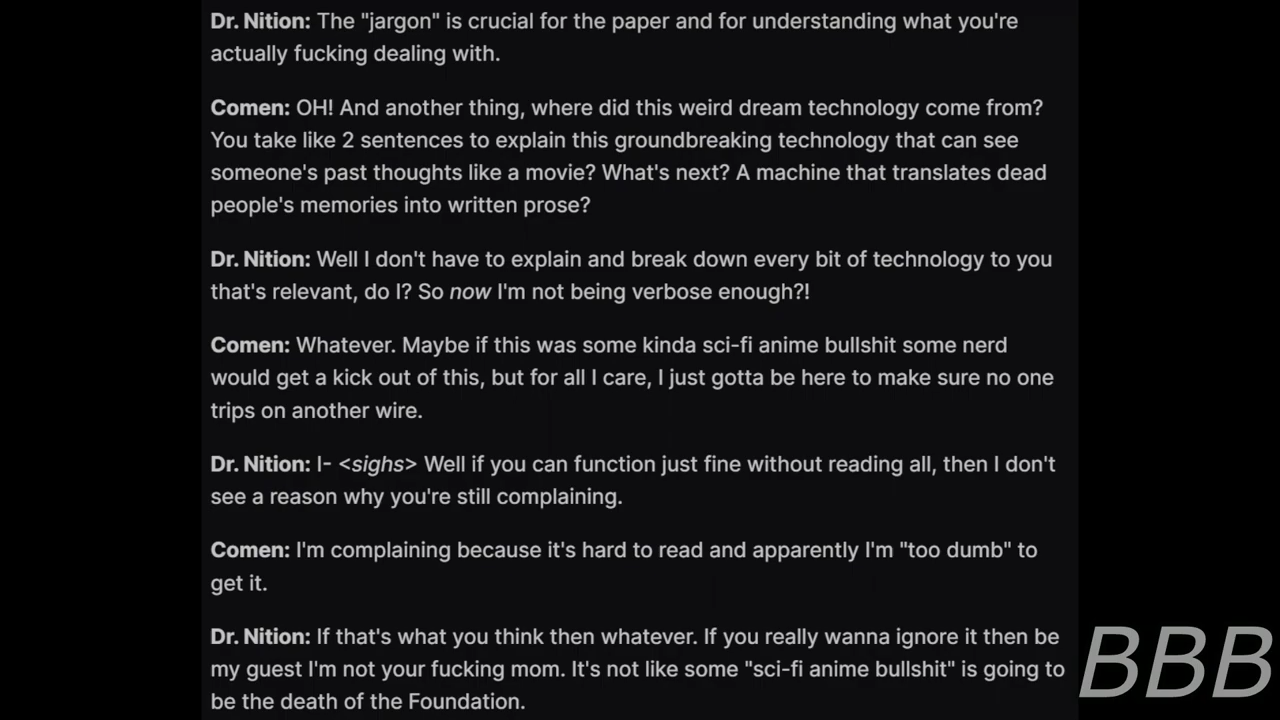 Dr. Nition: The "jargon" is crucial for the paper and for understanding what you're
actually fucking dealing with.
Comen: OH! And another thing, where did this weird dream technology come from?
You take like 2 sentences to explain this groundbreaking technology that can see
someone's past thoughts like a movie? What's next? A machine that translates dead
people's memories into written prose?
Dr. Nition: Well I don't have to explain and break down every bit of technology to you
that's relevant, do I? So now I'm not being verbose enough?!
Comen: Whatever. Maybe if this was some kinda sci-fi anime bullshit some nerd
would get a kick out of this, but for all I care, I just gotta be here to make sure no one
trips on another wire.
Dr. Nition: I- <sighs> Well if you can function just fine without reading all, then I don't
see a reason why you're still complaining.
Comen: I'm complaining because it's hard to read and apparently I'm "too dumb" to
get it.
Dr. Nition: If that's what you think then whatever. If you really wanna ignore it then be
my guest I'm not your fucking mom. It's not like some "sci-fi anime bullshit" is going to
be the death of the Foundation.
BBB